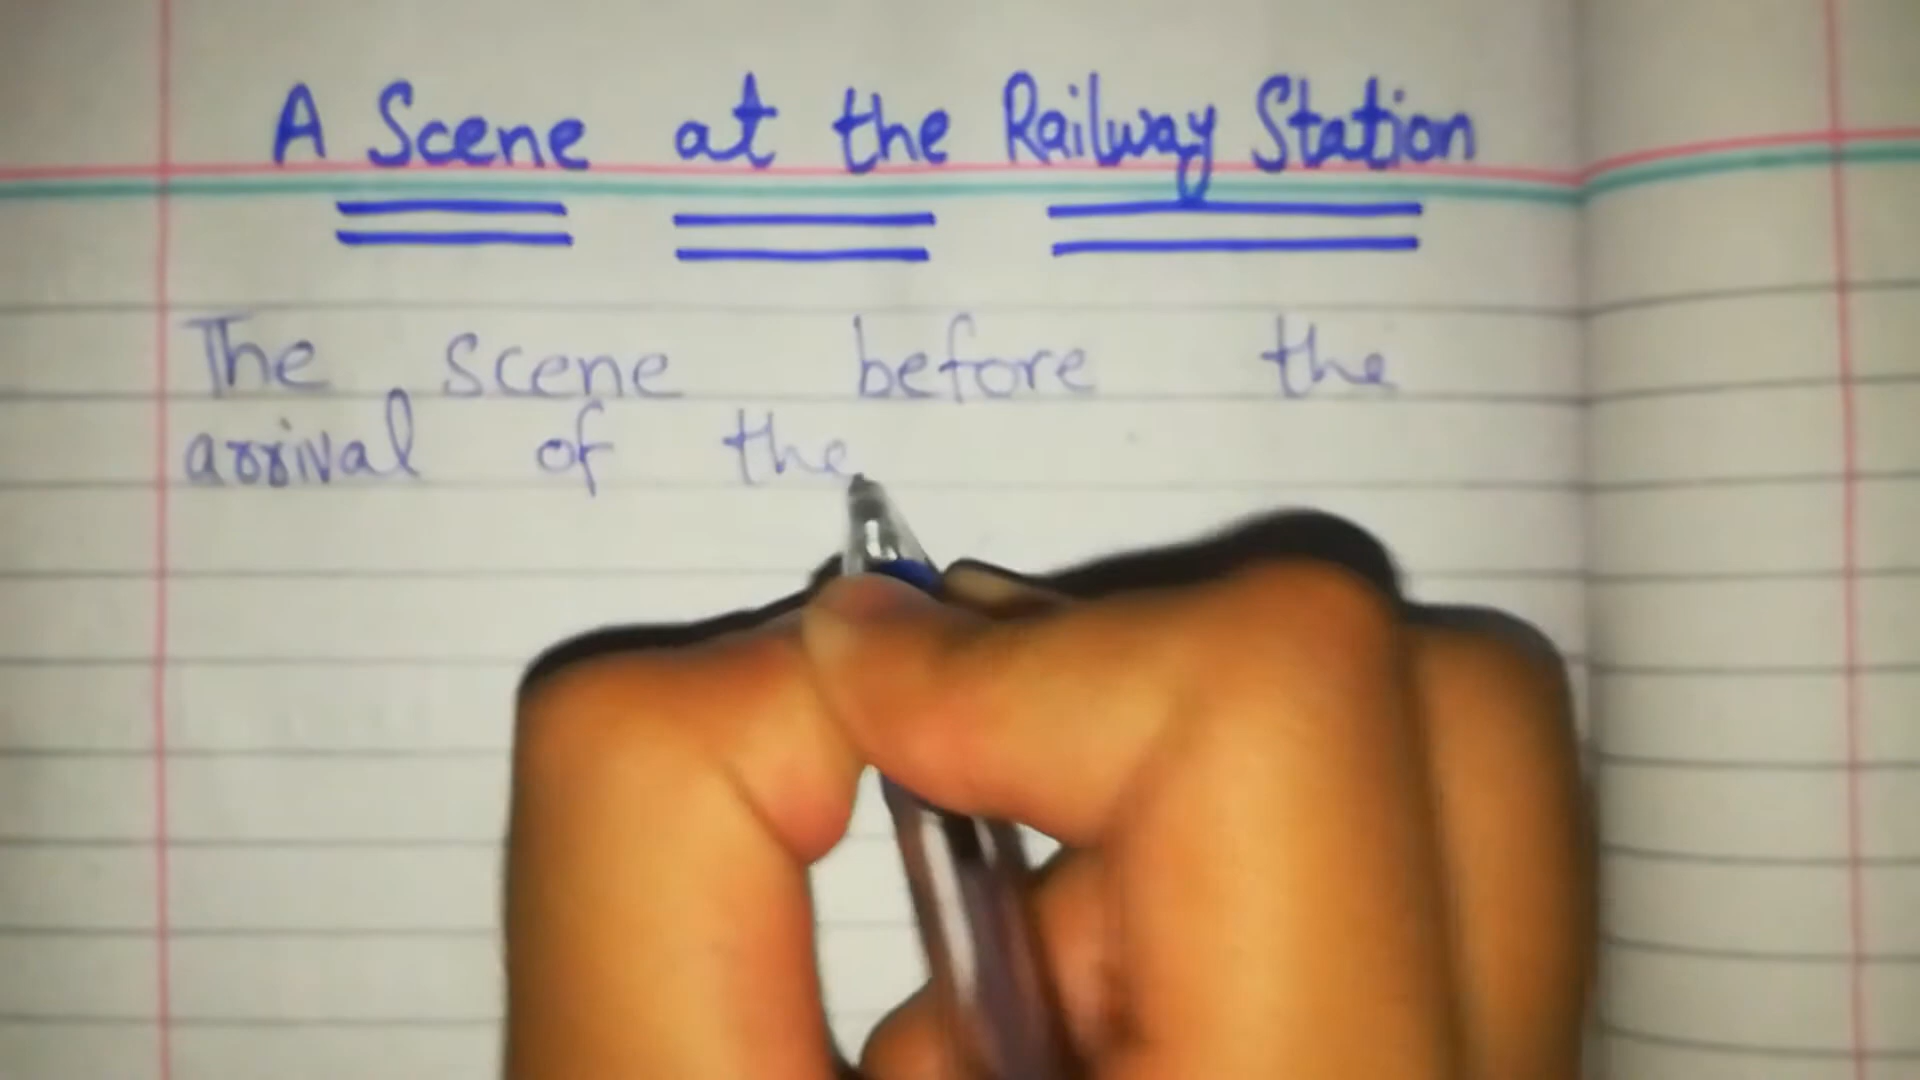 A Scene at the Railway Station
The scene before the
arrival of the